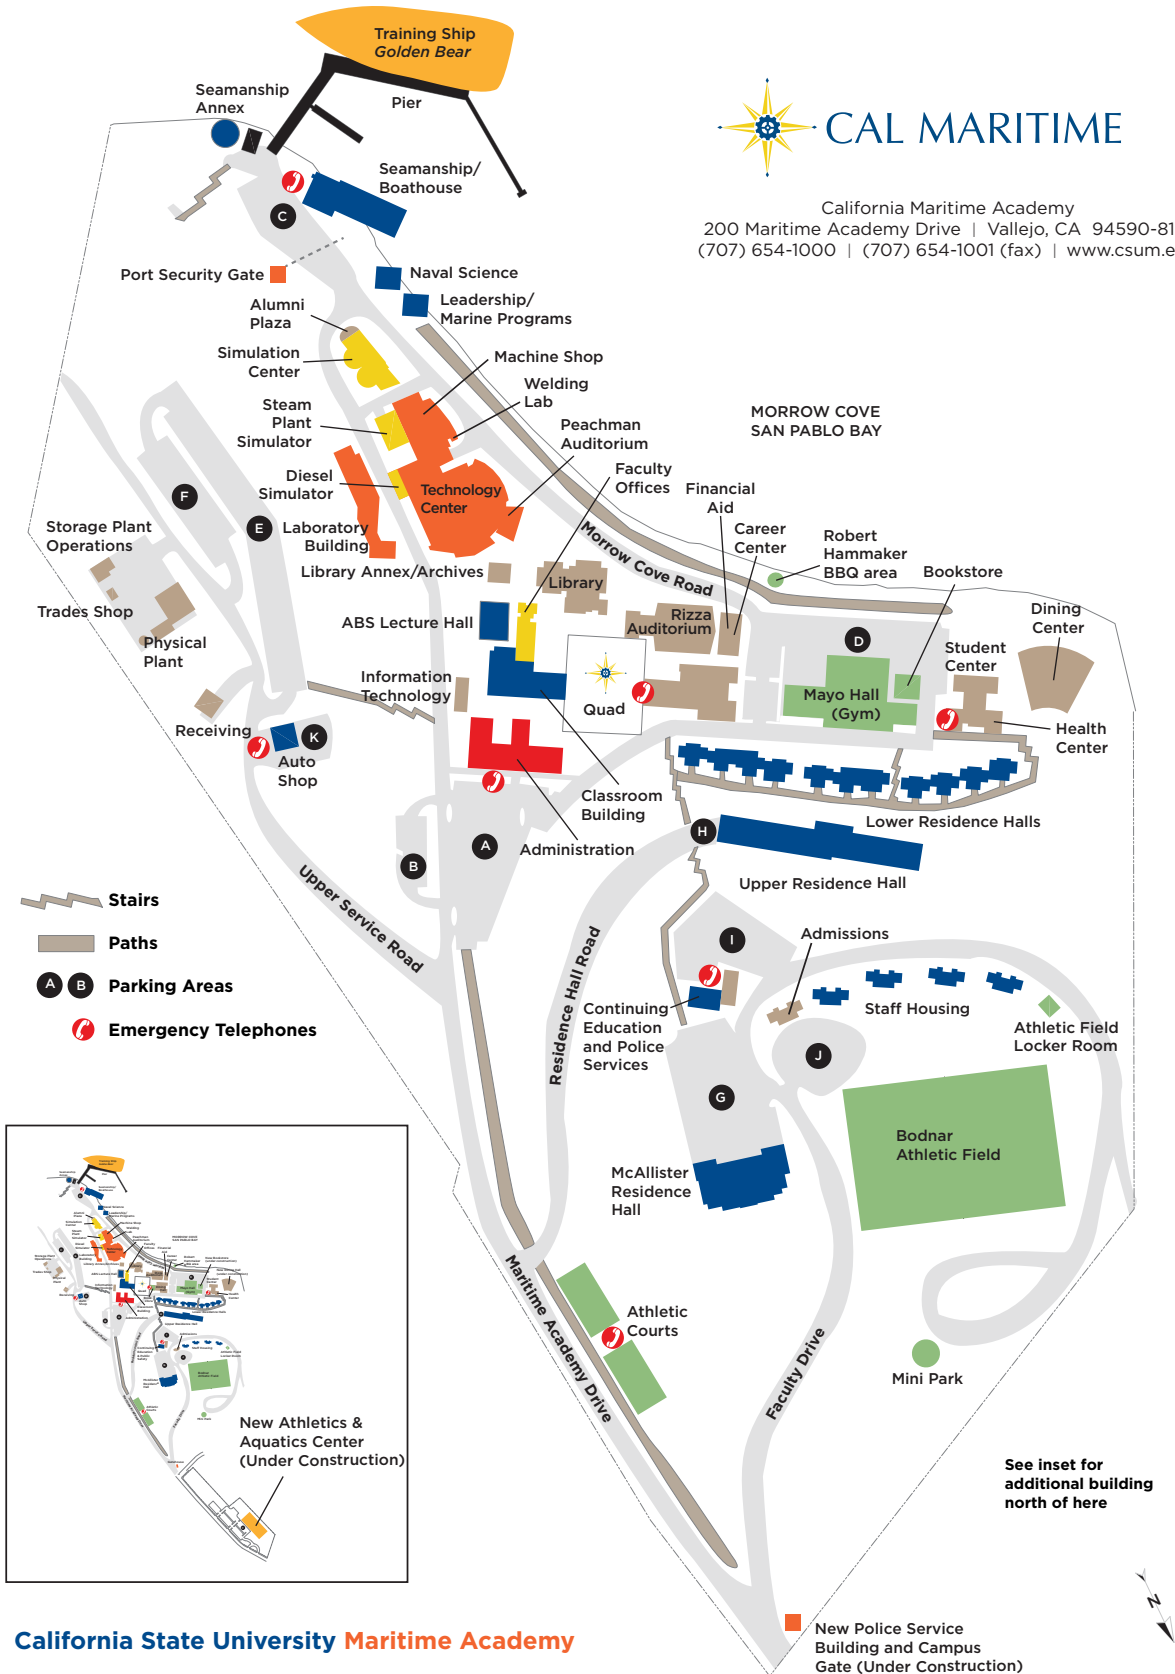 Training Ship
Golden Bear
Pier
Seamanship
Annex
Seamanship/
Boathouse
C
CAL MARITIME
California Maritime Academy
200 Maritime Academy Drive | Vallejo, CA 94590-81
(707) 654-1000 | (707) 654-1001 (fax) | www.csum.e
Port Security Gate
Naval Science
Leadership/
Marine Programs
Alumni
Plaza
Simulation
Center
Machine Shop
Welding
Lab
Steam
Plant
Simulator
Peachman
Auditorium
MORROW COVE
SAN PABLO BAY
Diesel
Simulator
Faculty
Offices
Technology
Center
Financial
Aid
Career
Center
F
E
Laboratory
Building
Storage Plant
Operations
Morrow Cove Road
Robert
Hammaker
BBQ area
Bookstore
Library Annex/Archives
Library
Trades Shop
Physical
Plant
ABS Lecture Hall
Rizza
Auditorium
D
Dining
Center
Student
Center
Information
Technology
Quad
Mayo Hall
(Gym)
Receiving
K
Auto
Shop
Health
Center
Classroom
Building
Lower Residence Halls
A
Administration
H
B
Upper Residence Hall
Stairs
Upper Service Road
Paths
Residence Hall Road
I
Admissions
A B Parking Areas
Continuing
Education
and Police
Services
Staff Housing
Athletic Field
Locker Room
Emergency Telephones
J
G
Bodnar
Athletic Field
McAllister
Residence
Hall
Maritime Academy Drive
Athletic
Courts
Faculty Drive
Mini Park
New Athletics &
Aquatics Center
(Under Construction)
See inset for
additional building
north of here
N
New Police Service
Building and Campus
Gate (Under Construction)
California State University Maritime Academy